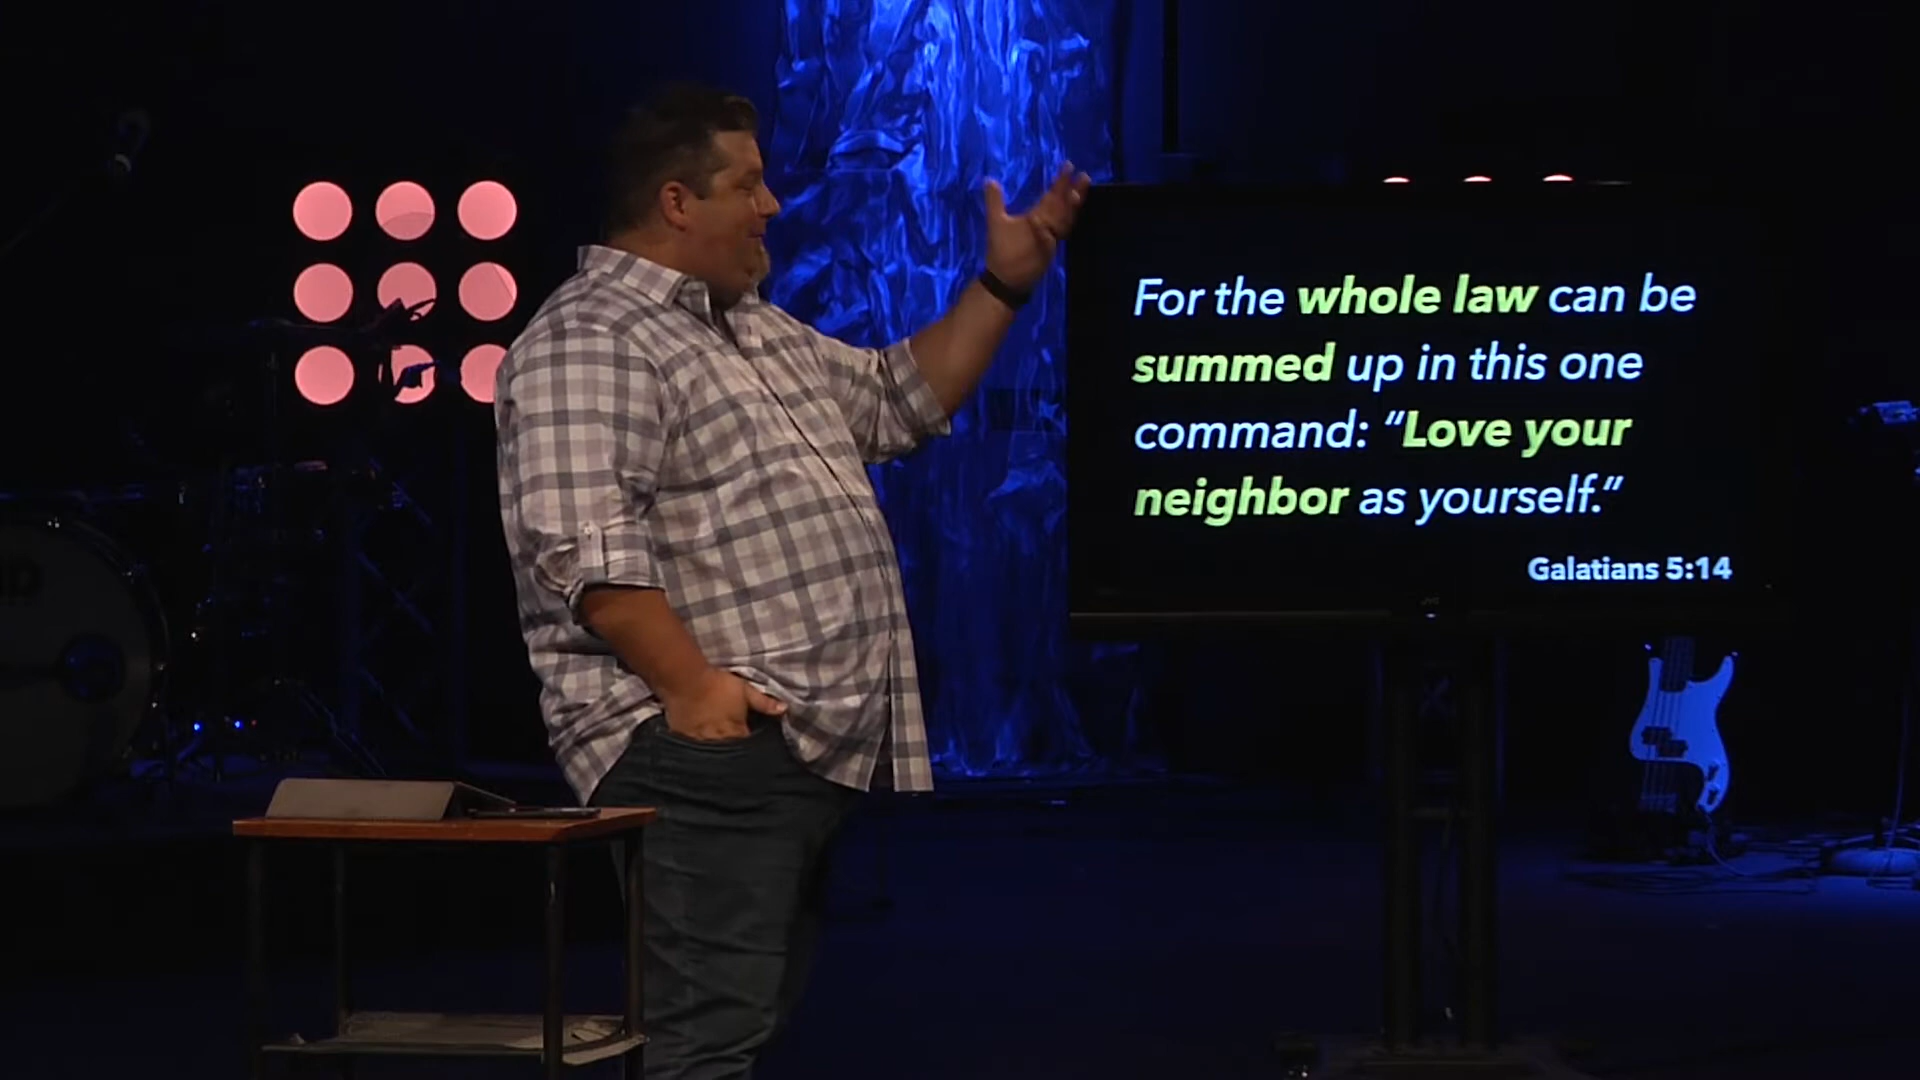 For the whole law can be
summed up in this one
command: “Love your
neighbor as yourself.”
Galatians 5:14